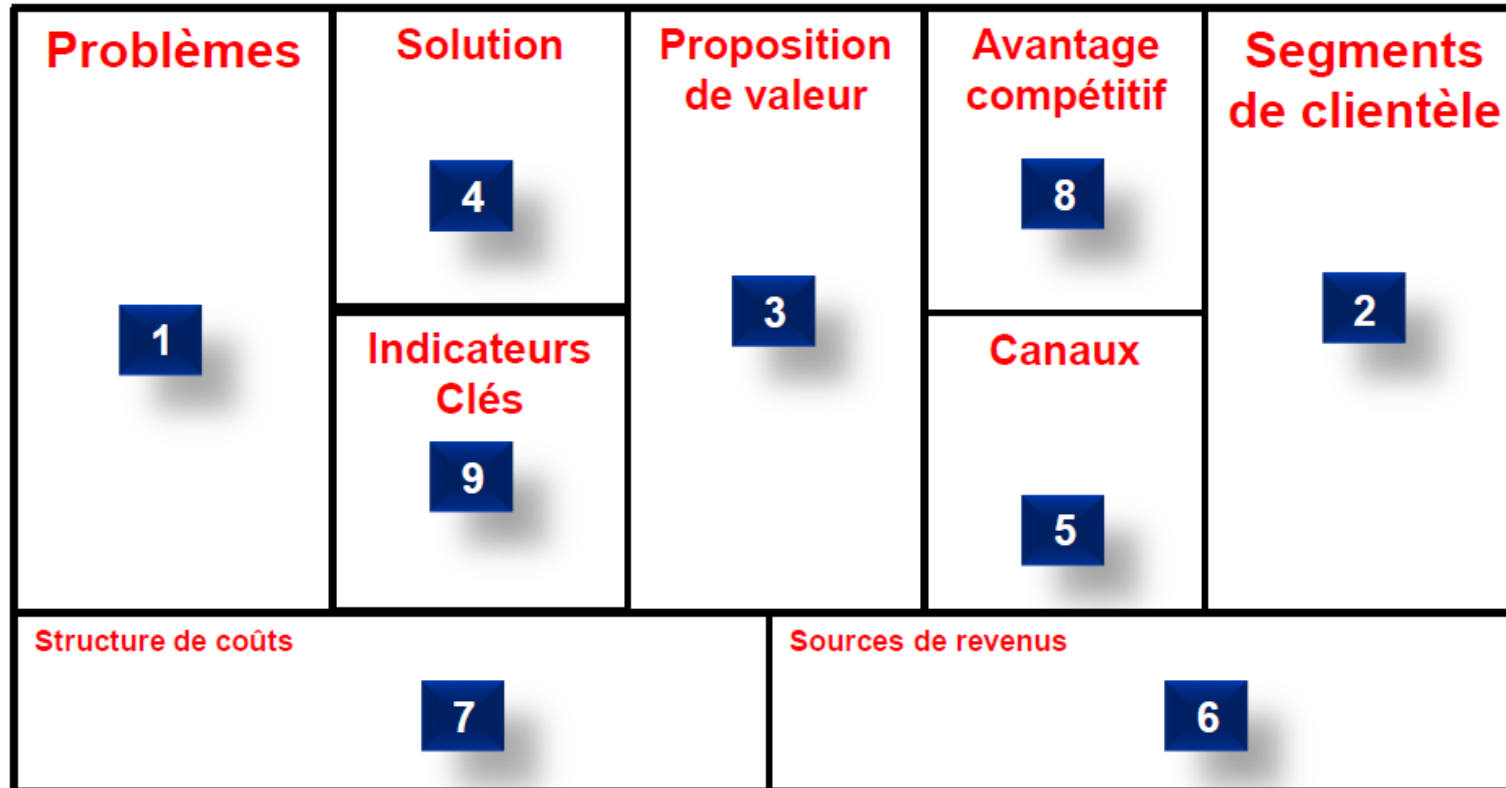 Problèmes
1
Solution
4
Indicateurs
Clés
9
Proposition
de valeur
3
Avantage
compétitif
8
Canaux
5
Segments
de clientèle
2
Structure de coûts
7
Sources de revenus
6